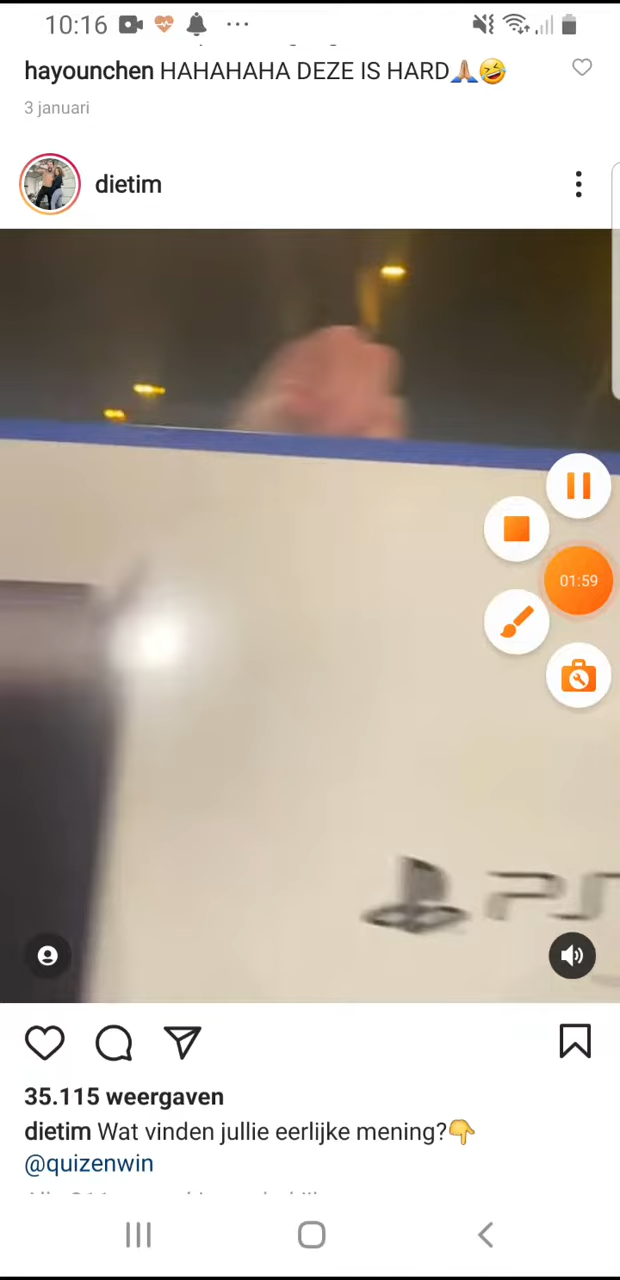 10:16
hayounchen HAHAHAHA DEZE IS HARD🙏🏽🤣
3 januari
dietim
01:59
PS
35.115 weergaven
dietim Wat vinden jullie eerlijke mening?👇
@quizenwin